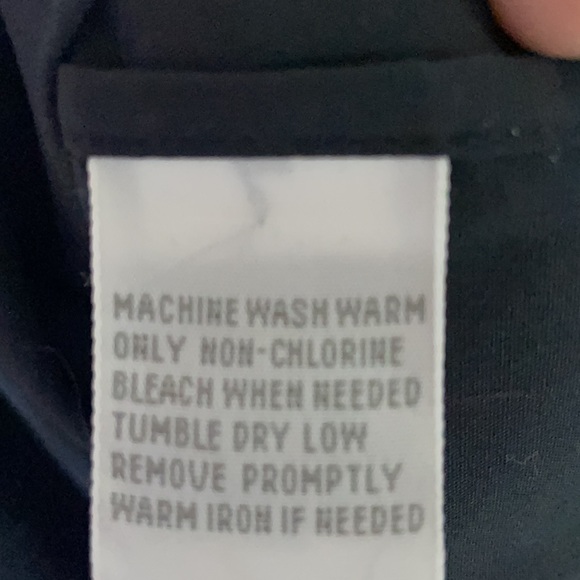 MACHINE WASH WARM
ONLY NON-CHLORINE
BLEACH WHEN NEEDED
TUMBLE DRY LOW
REMOVE PROMPTLY
WARM IRON IF NEEDED